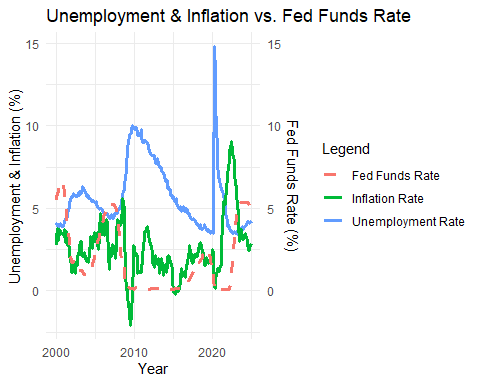 Unemployment & Inflation vs. Fed Funds Rate
15
10
5
0
Unemployment & Inflation (%)
15
10
5
0
Fed Funds Rate (%)
2000
2010
2020
Year
Legend
Fed Funds Rate
Inflation Rate
Unemployment Rate